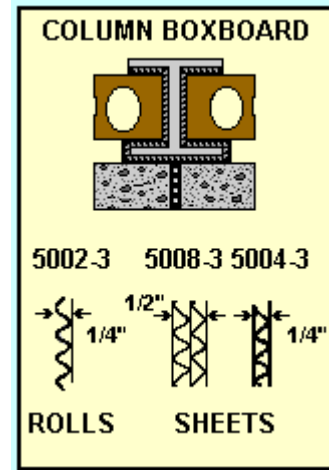 COLUMN BOXBOARD
5002-3 5008-3 5004-3
1/2"
1/4" 1/4"
ROLLS SHEETS